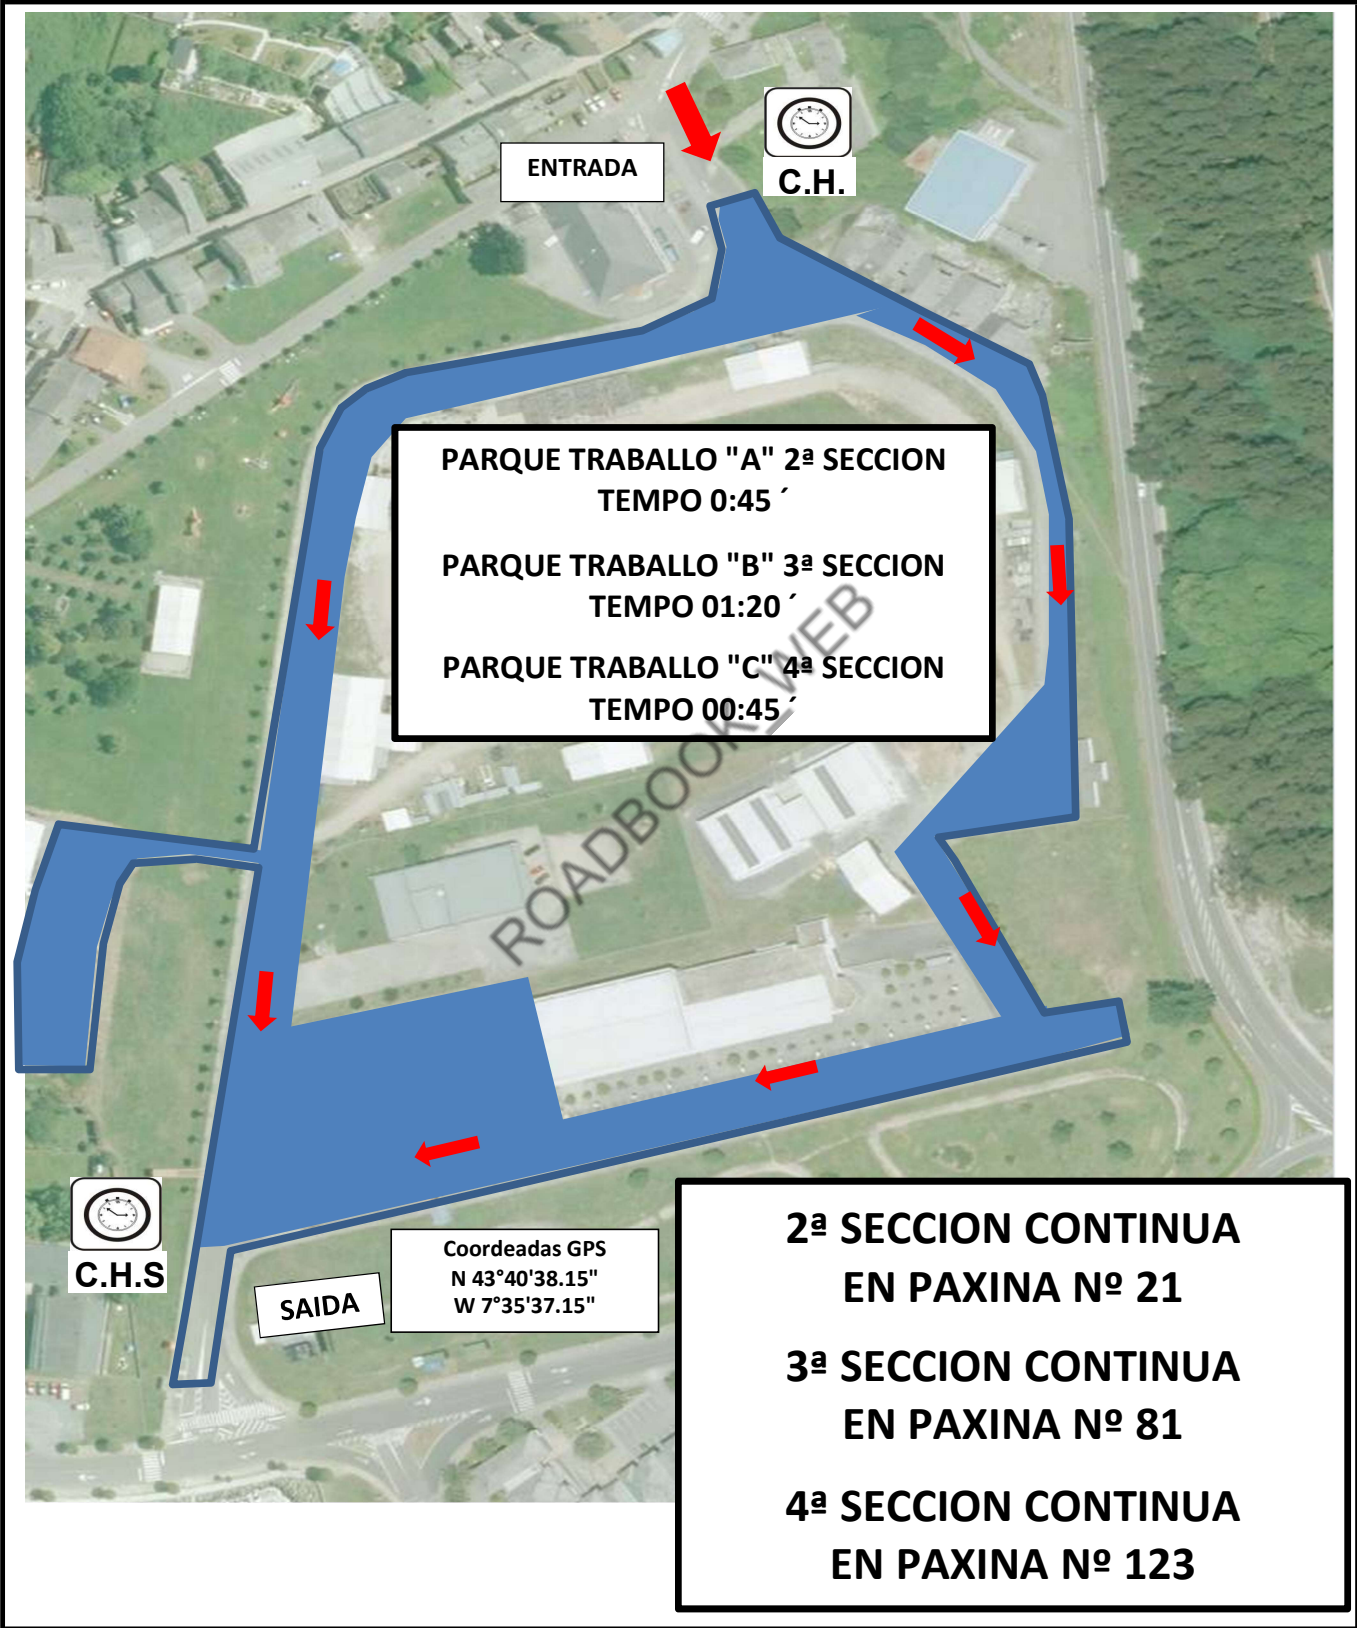 ENTRADA
C.H.
PARQUE TRABALLO "A" 2ª SECCION
TEMPO 0:45 ´
PARQUE TRABALLO "B" 3ª SECCION
TEMPO 01:20 ´
PARQUE TRABALLO "C" 4ª SECCION
TEMPO 00:45 ´
ROADBOOK_WEB
C.H.S
SAIDA
Coordeadas GPS
N 43°40'38.15"
W 7°35'37.15"
2ª SECCION CONTINUA
EN PAXINA Nº 21
3ª SECCION CONTINUA
EN PAXINA Nº 81
4ª SECCION CONTINUA
EN PAXINA Nº 123